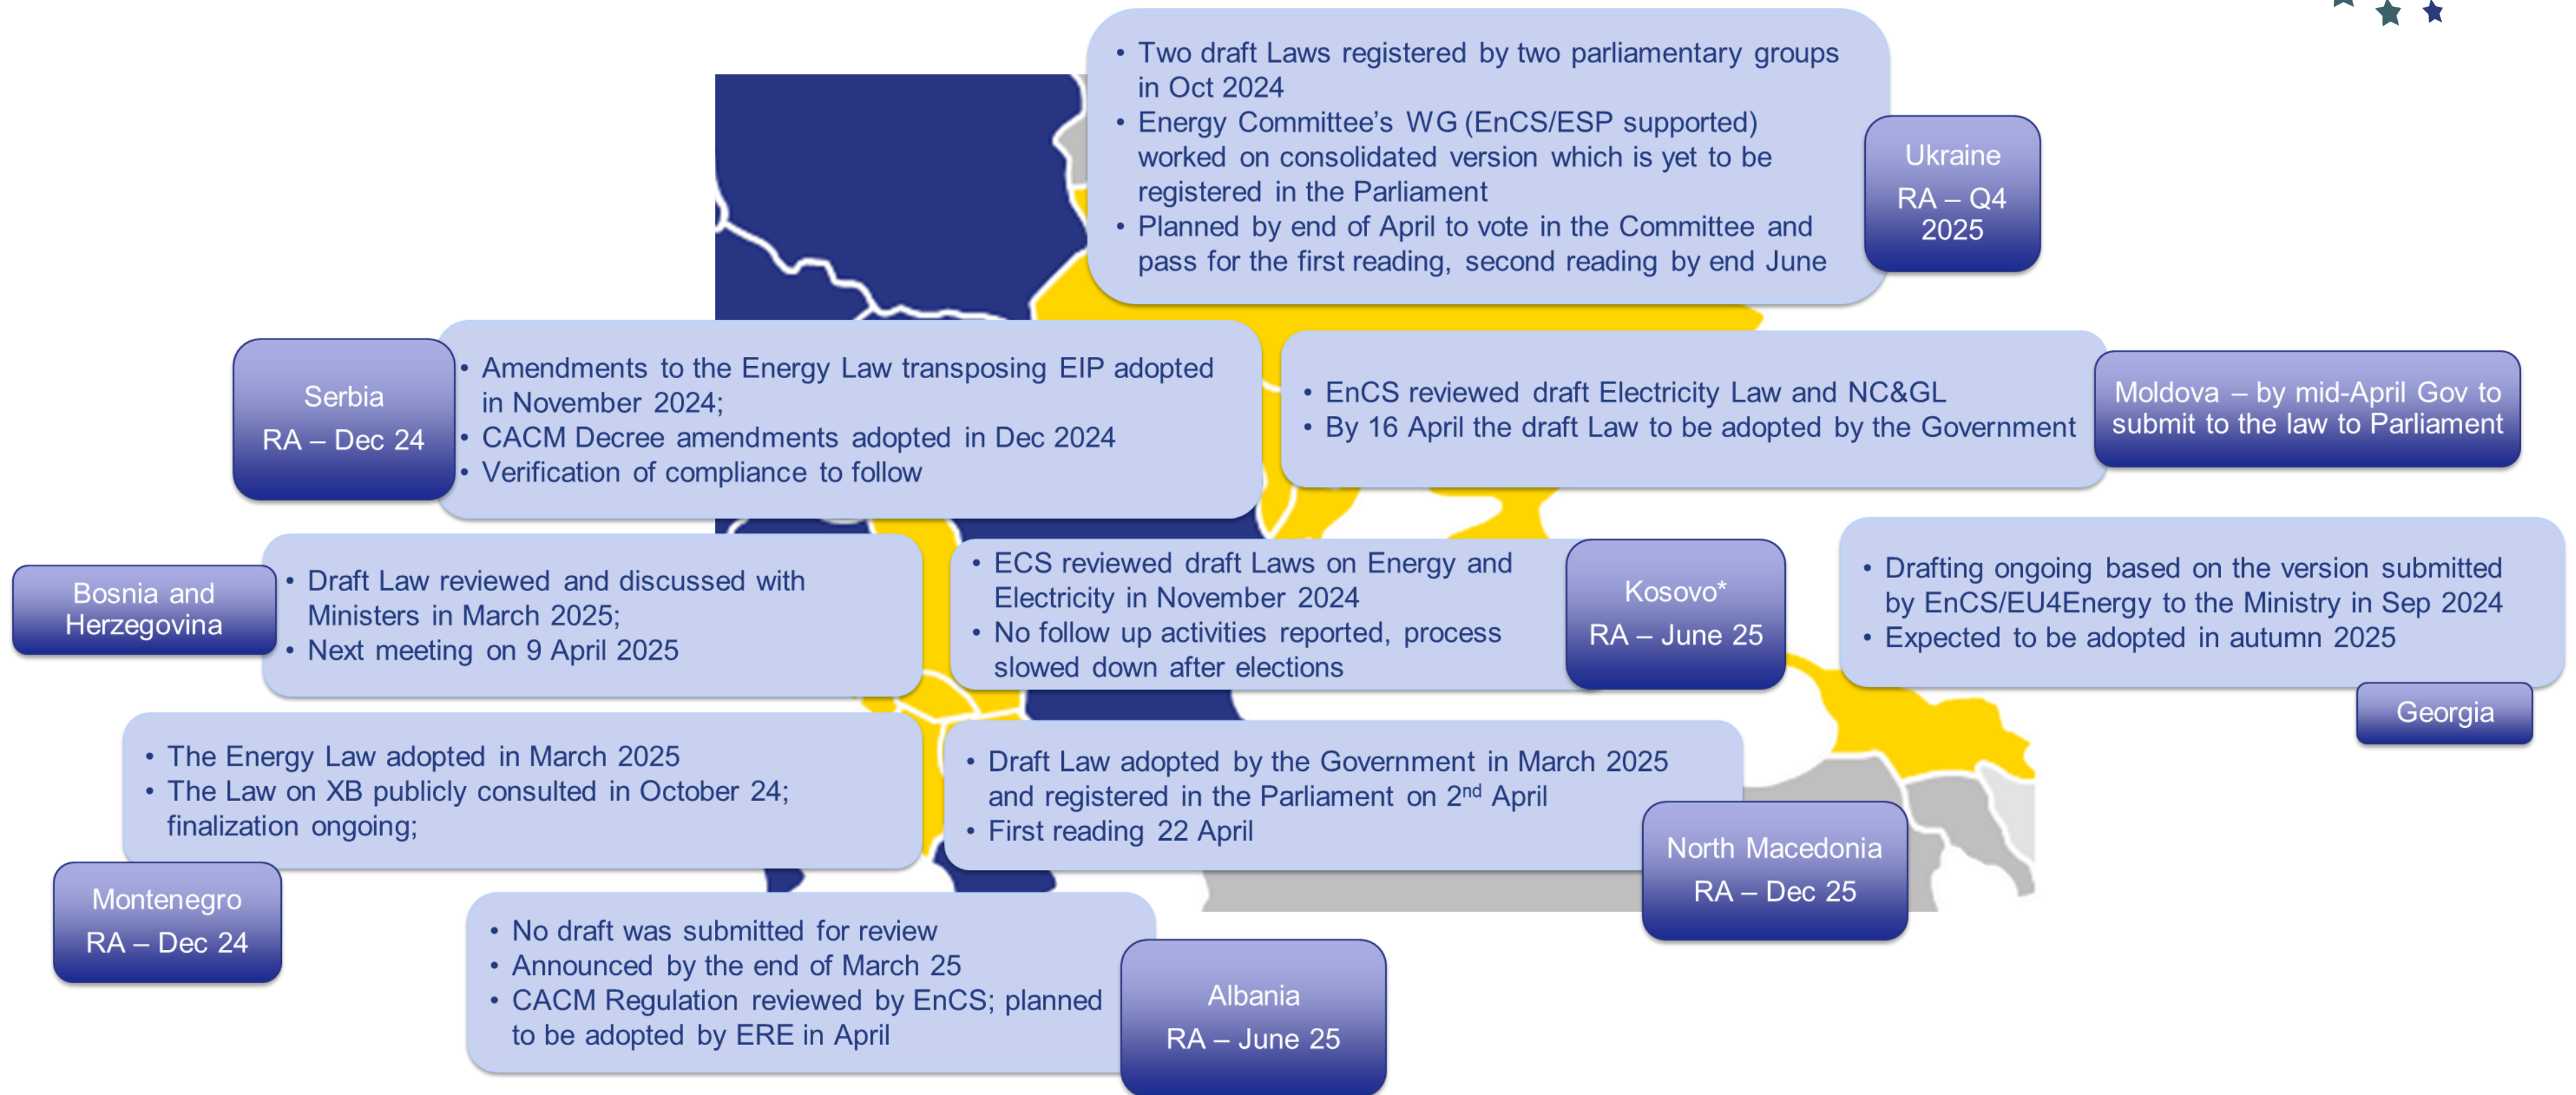 • Two draft Laws registered by two parliamentary groups
in Oct 2024
• Energy Committee’s WG (EnCS/ESP supported)
worked on consolidated version which is yet to be
registered in the Parliament
• Planned by end of April to vote in the Committee and
pass for the first reading, second reading by end June
Ukraine
RA – Q4
2025
Serbia
RA – Dec 24
• Amendments to the Energy Law transposing EIP adopted
in November 2024;
• CACM Decree amendments adopted in Dec 2024
• Verification of compliance to follow
• EnCS reviewed draft Electricity Law and NC&GL
• By 16 April the draft Law to be adopted by the Government
Moldova – by mid-April Gov to
submit to the law to Parliament
Bosnia and
Herzegovina
• Draft Law reviewed and discussed with
Ministers in March 2025;
• Next meeting on 9 April 2025
• ECS reviewed draft Laws on Energy and
Electricity in November 2024
• No follow up activities reported, process
slowed down after elections
Kosovo*
RA – June 25
• Drafting ongoing based on the version submitted
by EnCS/EU4Energy to the Ministry in Sep 2024
• Expected to be adopted in autumn 2025
Georgia
• The Energy Law adopted in March 2025
• The Law on XB publicly consulted in October 24;
finalization ongoing;
Montenegro
RA – Dec 24
• Draft Law adopted by the Government in March 2025
and registered in the Parliament on 2nd April
• First reading 22 April
North Macedonia
RA – Dec 25
• No draft was submitted for review
• Announced by the end of March 25
• CACM Regulation reviewed by EnCS; planned
to be adopted by ERE in April
Albania
RA – June 25